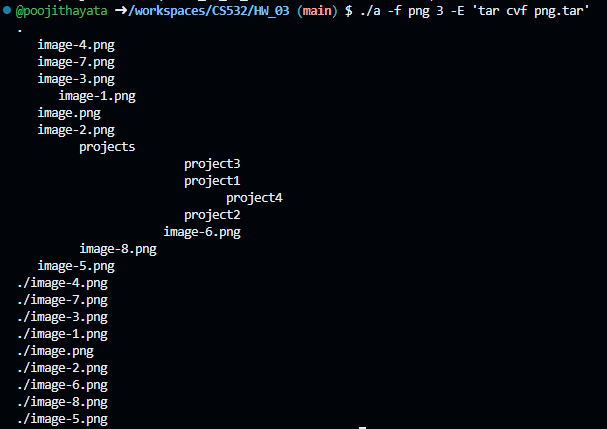 @poojithayata ➜/workspaces/CS532/HW_03 (main) $ ./a -f png 3 -E 'tar cvf png.tar'
.
image-4.png
image-7.png
image-3.png
image-1.png
image.png
image-2.png
projects
project3
project1
project4
project2
image-6.png
image-8.png
image-5.png
./image-4.png
./image-7.png
./image-3.png
./image-1.png
./image.png
./image-2.png
./image-6.png
./image-8.png
./image-5.png